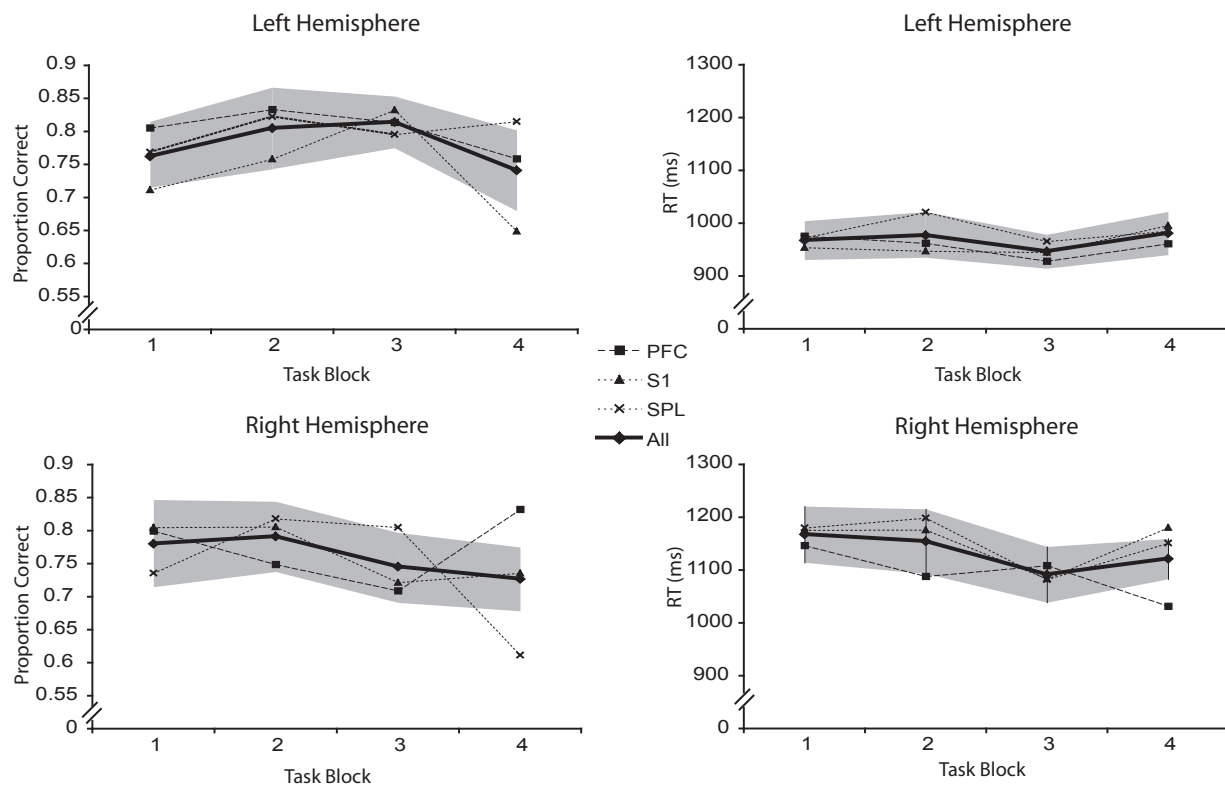 Left Hemisphere
Proportion Correct
0.9
0.85
0.8
0.75
0.7
0.65
0.6
0.55
0
1 2 3 4
Task Block
Left Hemisphere
RT (ms)
1300
1200
1100
1000
900
0
1 2 3 4
Task Block
PFC
S1
SPL
All
Right Hemisphere
Proportion Correct
0.9
0.85
0.8
0.75
0.7
0.65
0.6
0.55
0
1 2 3 4
Task Block
Right Hemisphere
RT (ms)
1300
1200
1100
1000
900
0
1 2 3 4
Task Block